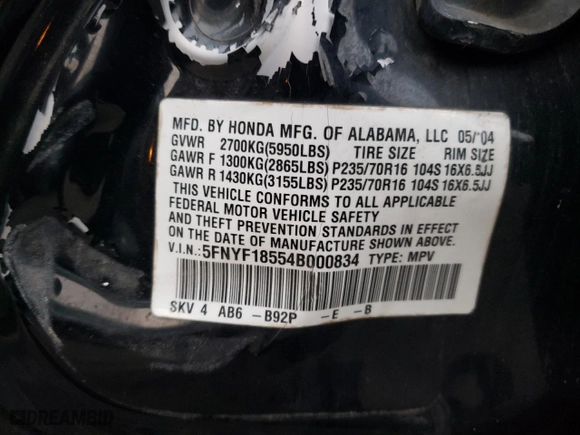 MFD. BY HONDA MFG. OF ALABAMA, LLC 05/04
GVWR 2700KG(5950LBS) TIRE SIZE RIM SIZE
GAWR F 1300KG(2865LBS) P235/70R16 104S 16X6.5JJ
GAWR R 1430KG(3155LBS) P235/70R16 104S 16X6.5JJ
THIS VEHICLE CONFORMS TO ALL APPLICABLE
FEDERAL MOTOR VEHICLE SAFETY
AND THEFT PREVENTION STANDARDS IN EFFECT
ON THE DATE OF MANUFACTURE SHOWN ABOVE.
V.I.N.:5FNYF18554B000834 TYPE: MPV
SKV 4 AB6 -B92P -E -B
DREAMBID